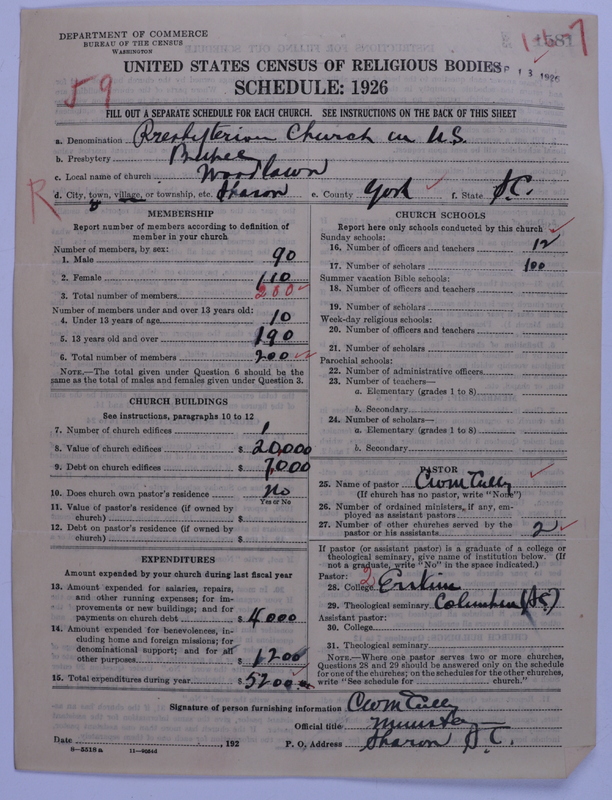 DEPARTMENT OF COMMERCE
BUREAU OF THE CENSUS
WASHINGTON
1581
13 1926
59
UNITED STATES CENSUS OF RELIGIOUS BODIES
SCHEDULE: 1926
FILL OUT A SEPARATE SCHEDULE FOR EACH CHURCH. SEE INSTRUCTIONS ON THE BACK OF THIS SHEET
a. Denomination Presbyterian Church in U.S.
b. Presbytery Bethel
c. Local name of church Woodlawn
R
d. City, town, village, or township, etc. Sharon e. County York f. State S.C.
MEMBERSHIP
Report number of members according to definition of member in your church
Number of members, by sex:
1. Male 90
2. Female 110
3. Total number of members 200
Number of members under and over 13 years old:
4. Under 13 years of age 10
5. 13 years old and over 190
6. Total number of members 200
NOTE.—The total given under Question 6 should be the same as the total of males and females given under Question 3.
CHURCH BUILDINGS
See instructions, paragraphs 10 to 12
7. Number of church edifices 1
8. Value of church edifices $ 20,000
9. Debt on church edifices $ 7,000
10. Does church own pastor's residence No
Yes or No
11. Value of pastor's residence (if owned by church) $
12. Debt on pastor's residence (if owned by church) $
EXPENDITURES
Amount expended by your church during last fiscal year
13. Amount expended for salaries, repairs, and other running expenses; for improvements or new buildings; and for payments on church debt $ 4000
14. Amount expended for benevolences, including home and foreign missions; for denominational support; and for all other purposes $ 1200
15. Total expenditures during year $ 5200
CHURCH SCHOOLS
Report here only schools conducted by this church
Sunday schools:
16. Number of officers and teachers 12
17. Number of scholars 100
Summer vacation Bible schools:
18. Number of officers and teachers
19. Number of scholars
Week-day religious schools:
20. Number of officers and teachers
21. Number of scholars
Parochial schools:
22. Number of administrative officers
23. Number of teachers—
a. Elementary (grades 1 to 8)
b. Secondary
24. Number of scholars—
a. Elementary (grades 1 to 8)
b. Secondary
PASTOR
25. Name of pastor CWM Tully
(If church has no pastor, write "None")
26. Number of ordained ministers, if any, employed as assistant pastors
27. Number of other churches served by the pastor or his assistants 2
If pastor (or assistant pastor) is a graduate of a college or theological seminary, give name of institution below. (If not a graduate, write "No" in the space indicated.)
Pastor:
28. College 2 Erskine
29. Theological seminary Columbia (S.C.)
Assistant pastor:
30. College
31. Theological seminary
NOTE.—Where one pastor serves two or more churches, Questions 28 and 29 should be answered only on the schedule for one of the churches; on the schedules for the other churches, write "See schedule for church."
Signature of person furnishing information CWM Tully
Official title Minister
Date , 192 P. O. Address Sharon S.C.
8-5518a 11-9054d